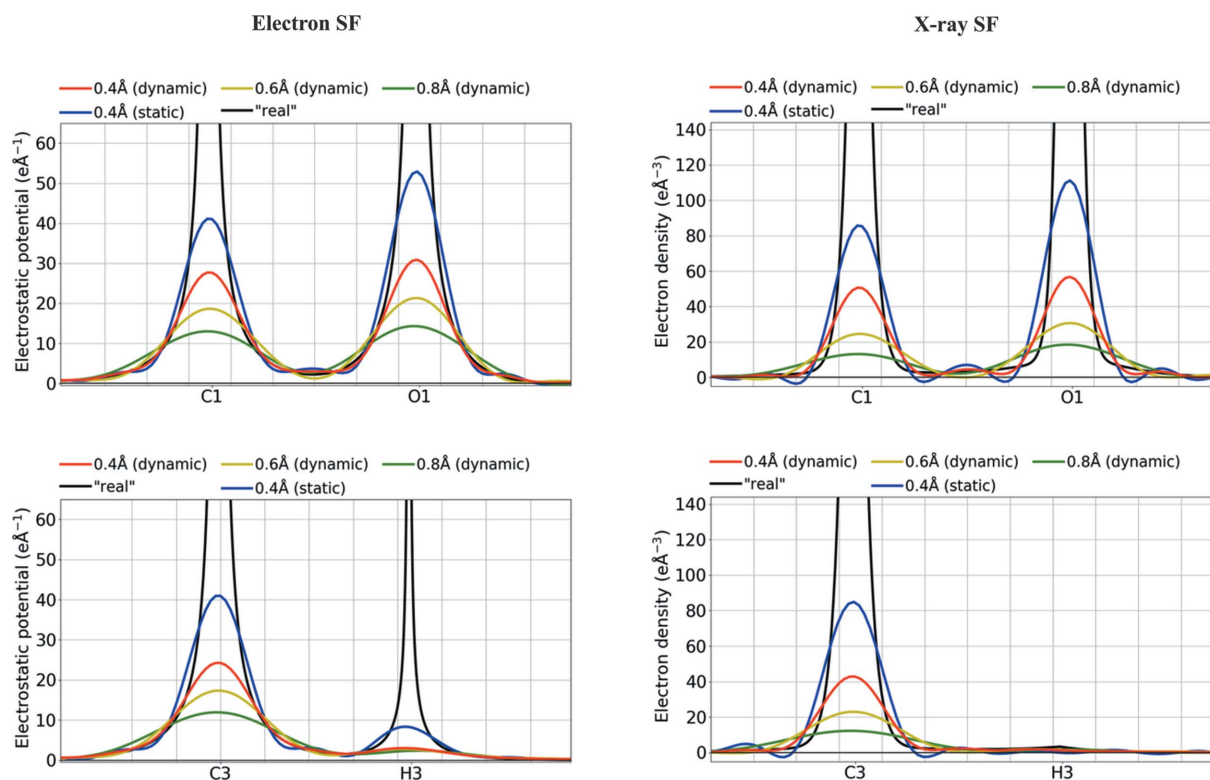 Electron SF
X-ray SF
0.4Å (dynamic) 0.6Å (dynamic) 0.8Å (dynamic)
0.4Å (static) "real"
Electrostatic potential (eÅ⁻¹)
60
50
40
30
20
10
0
C1 O1
0.4Å (dynamic) 0.6Å (dynamic) 0.8Å (dynamic)
0.4Å (static) "real"
Electron density (eÅ⁻³)
140
120
100
80
60
40
20
0
C1 O1
0.4Å (dynamic) 0.6Å (dynamic) 0.8Å (dynamic)
"real" 0.4Å (static)
Electrostatic potential (eÅ⁻¹)
60
50
40
30
20
10
0
C3 H3
0.4Å (dynamic) 0.6Å (dynamic) 0.8Å (dynamic)
"real" 0.4Å (static)
Electron density (eÅ⁻³)
140
120
100
80
60
40
20
0
C3 H3